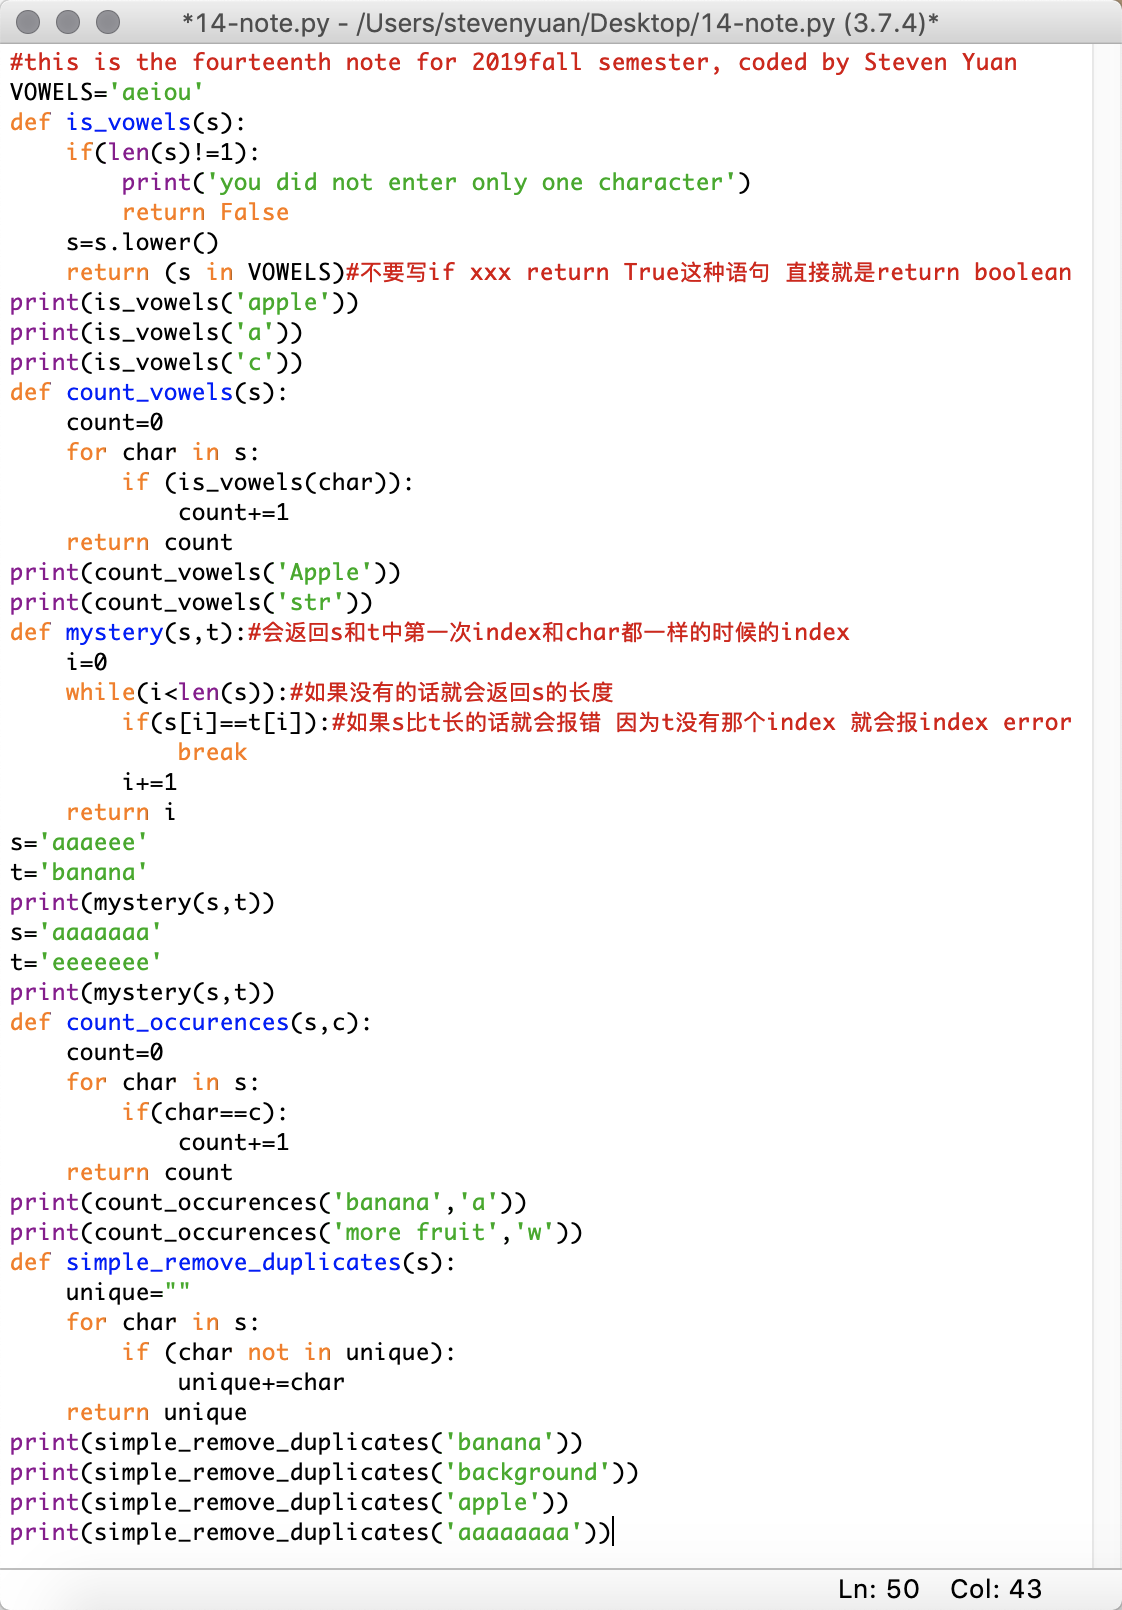 *14-note.py - /Users/stevenyuan/Desktop/14-note.py (3.7.4)*
#this is the fourteenth note for 2019fall semester, coded by Steven Yuan
VOWELS='aeiou'
def is_vowels(s):
    if(len(s)!=1):
        print('you did not enter only one character')
        return False
    s=s.lower()
    return (s in VOWELS)#不要写if xxx return True这种语句 直接就是return boolean
print(is_vowels('apple'))
print(is_vowels('a'))
print(is_vowels('c'))
def count_vowels(s):
    count=0
    for char in s:
        if (is_vowels(char)):
            count+=1
    return count
print(count_vowels('Apple'))
print(count_vowels('str'))
def mystery(s,t):#会返回s和t中第一次index和char都一样的时候的index
    i=0
    while(i<len(s)):#如果没有的话就会返回s的长度
        if(s[i]==t[i]):#如果s比t长的话就会报错 因为t没有那个index 就会报index error
            break
        i+=1
    return i
s='aaaeee'
t='banana'
print(mystery(s,t))
s='aaaaaaa'
t='eeeeeee'
print(mystery(s,t))
def count_occurences(s,c):
    count=0
    for char in s:
        if(char==c):
            count+=1
    return count
print(count_occurences('banana','a'))
print(count_occurences('more fruit','w'))
def simple_remove_duplicates(s):
    unique=""
    for char in s:
        if (char not in unique):
            unique+=char
    return unique
print(simple_remove_duplicates('banana'))
print(simple_remove_duplicates('background'))
print(simple_remove_duplicates('apple'))
print(simple_remove_duplicates('aaaaaaaa'))
Ln: 50 Col: 43